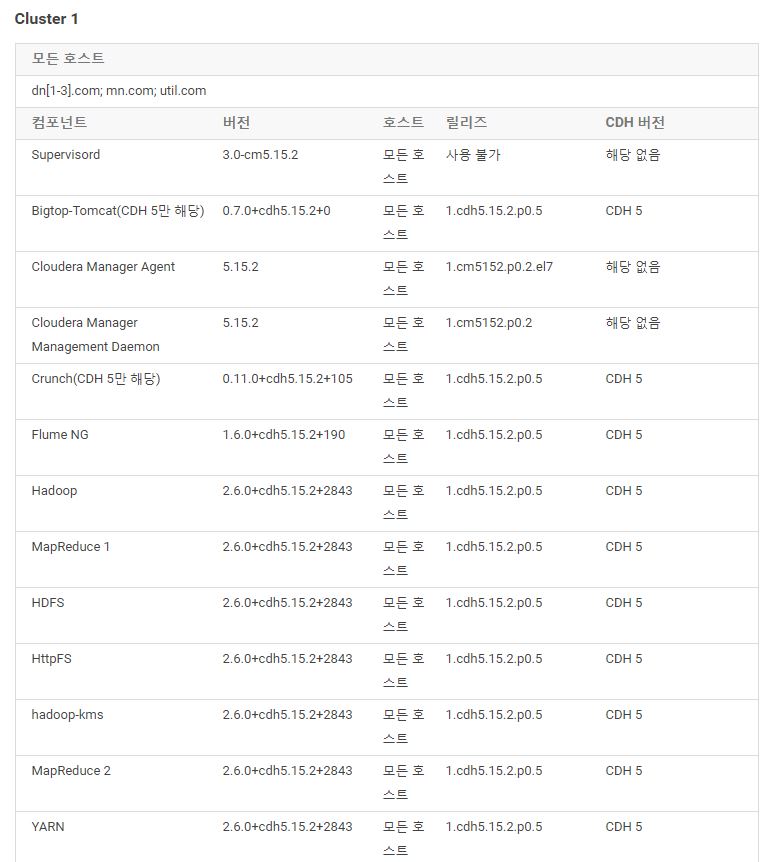 Cluster 1
모든 호스트
dn[1-3].com; mn.com; util.com
컴포넌트 버전 호스트 릴리즈 CDH 버전
Supervisord 3.0-cm5.15.2 모든 호스트 사용 불가 해당 없음
Bigtop-Tomcat(CDH 5만 해당) 0.7.0+cdh5.15.2+0 모든 호스트 1.cdh5.15.2.p0.5 CDH 5
Cloudera Manager Agent 5.15.2 모든 호스트 1.cm5152.p0.2.el7 해당 없음
Cloudera Manager Management Daemon 5.15.2 모든 호스트 1.cm5152.p0.2 해당 없음
Crunch(CDH 5만 해당) 0.11.0+cdh5.15.2+105 모든 호스트 1.cdh5.15.2.p0.5 CDH 5
Flume NG 1.6.0+cdh5.15.2+190 모든 호스트 1.cdh5.15.2.p0.5 CDH 5
Hadoop 2.6.0+cdh5.15.2+2843 모든 호스트 1.cdh5.15.2.p0.5 CDH 5
MapReduce 1 2.6.0+cdh5.15.2+2843 모든 호스트 1.cdh5.15.2.p0.5 CDH 5
HDFS 2.6.0+cdh5.15.2+2843 모든 호스트 1.cdh5.15.2.p0.5 CDH 5
HttpFS 2.6.0+cdh5.15.2+2843 모든 호스트 1.cdh5.15.2.p0.5 CDH 5
hadoop-kms 2.6.0+cdh5.15.2+2843 모든 호스트 1.cdh5.15.2.p0.5 CDH 5
MapReduce 2 2.6.0+cdh5.15.2+2843 모든 호스트 1.cdh5.15.2.p0.5 CDH 5
YARN 2.6.0+cdh5.15.2+2843 모든 호스트 1.cdh5.15.2.p0.5 CDH 5